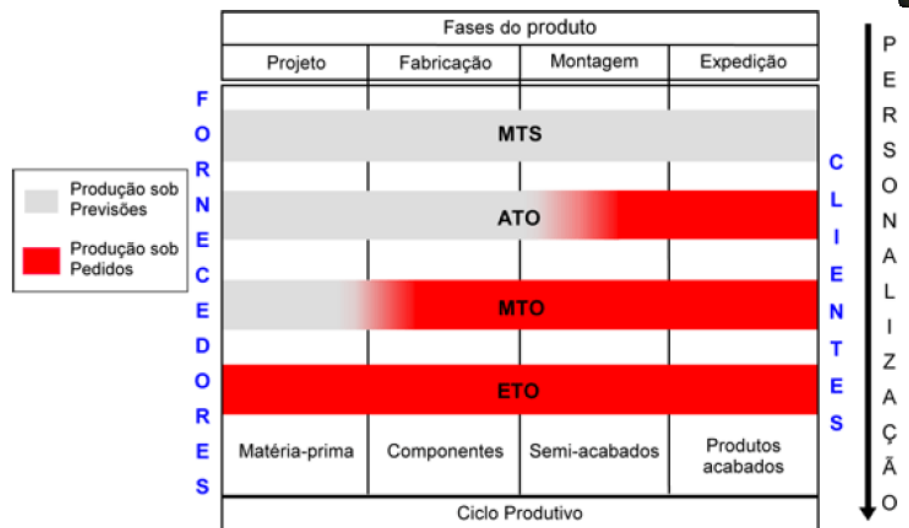 Fases do produto
Projeto
Fabricação
Montagem
Expedição
FORNECEDORES
MTS
ATO
MTO
ETO
Produção sob
Previsões
Produção sob
Pedidos
CLIENTES
PERSONALIZAÇÃO
Matéria-prima
Componentes
Semi-acabados
Produtos
acabados
Ciclo Produtivo